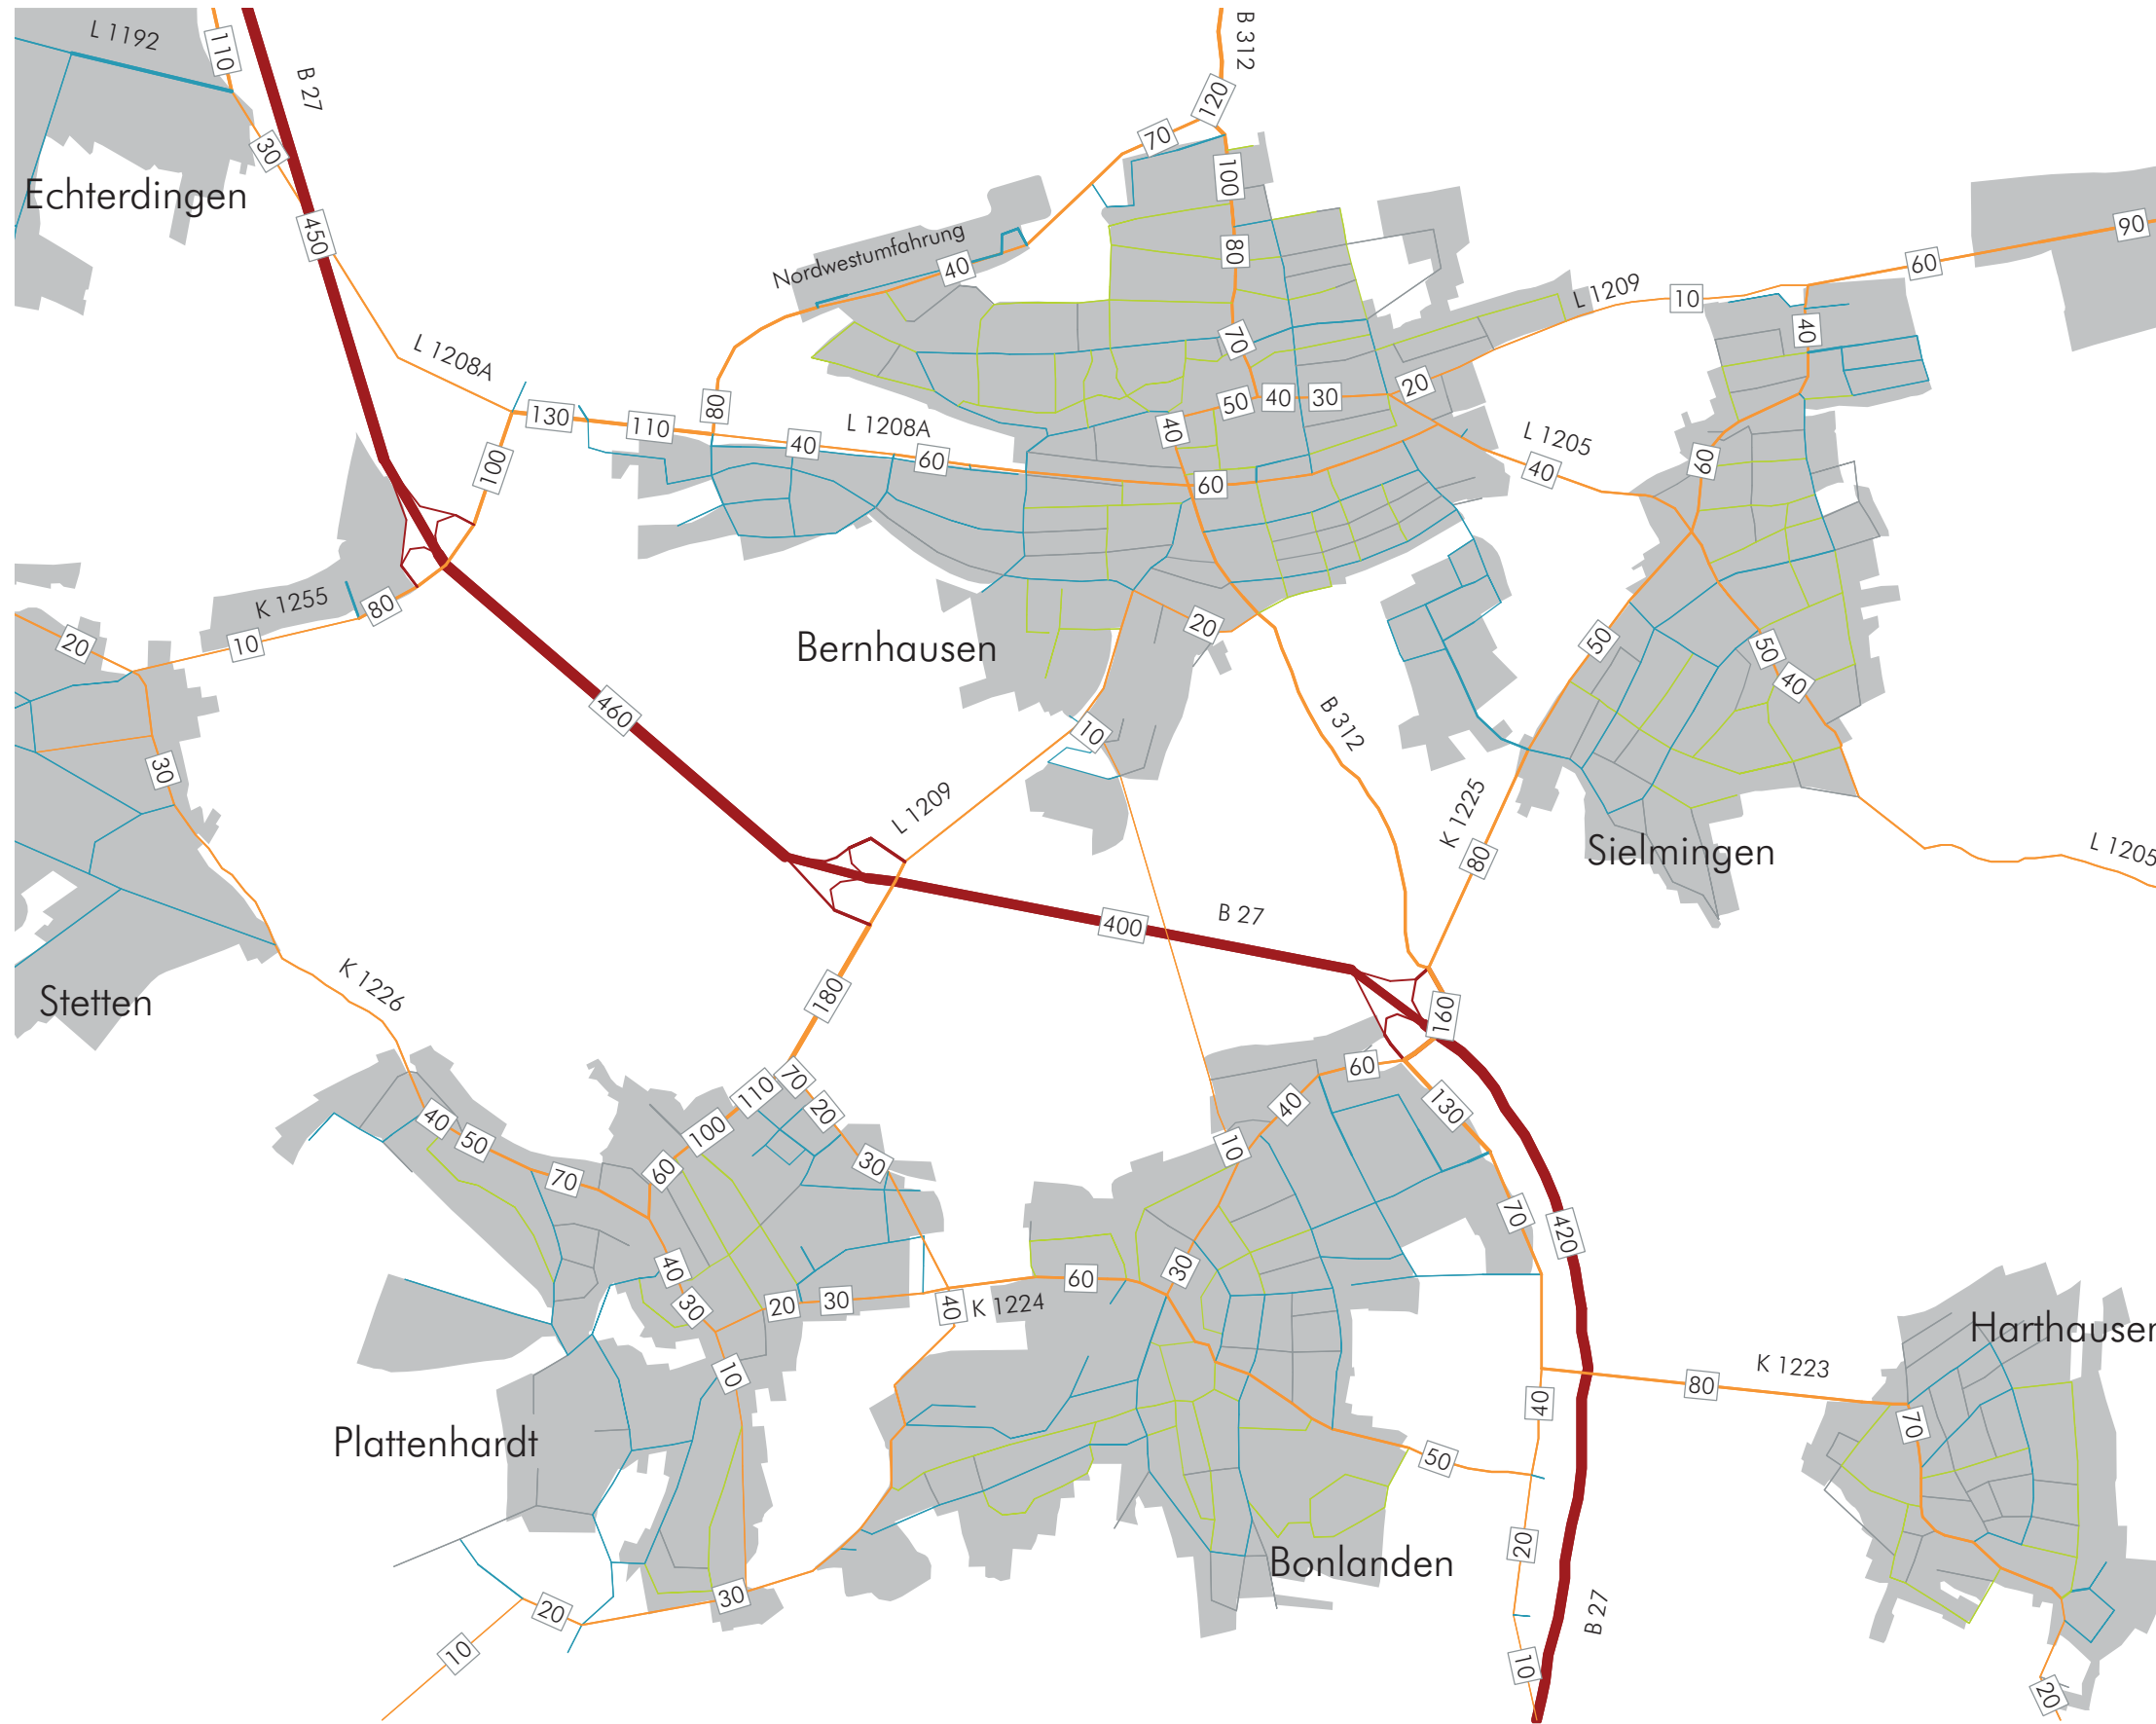 B 312
L 1192
110
B 27
120
70
30
100
Echterdingen
90
450
Nordwestumfahrung
80
60
40
L 1209
10
40
70
L 1208A
20
50
40
30
80
130
110
L 1208A
40
40
L 1205
60
60
100
40
60
K 1255
80
20
10
20
50
50
Bernhausen
40
460
B 312
10
30
L 1209
K 1225
80
Sielmingen
L 1205
B 27
400
K 1226
180
Stetten
160
60
70
110
40
130
20
40
100
50
10
30
60
70
70
420
40
30
60
20
30
40
K 1224
30
Harthausen
10
K 1223
80
40
70
Plattenhardt
50
20
Bonlanden
30
20
B 27
10
10
20